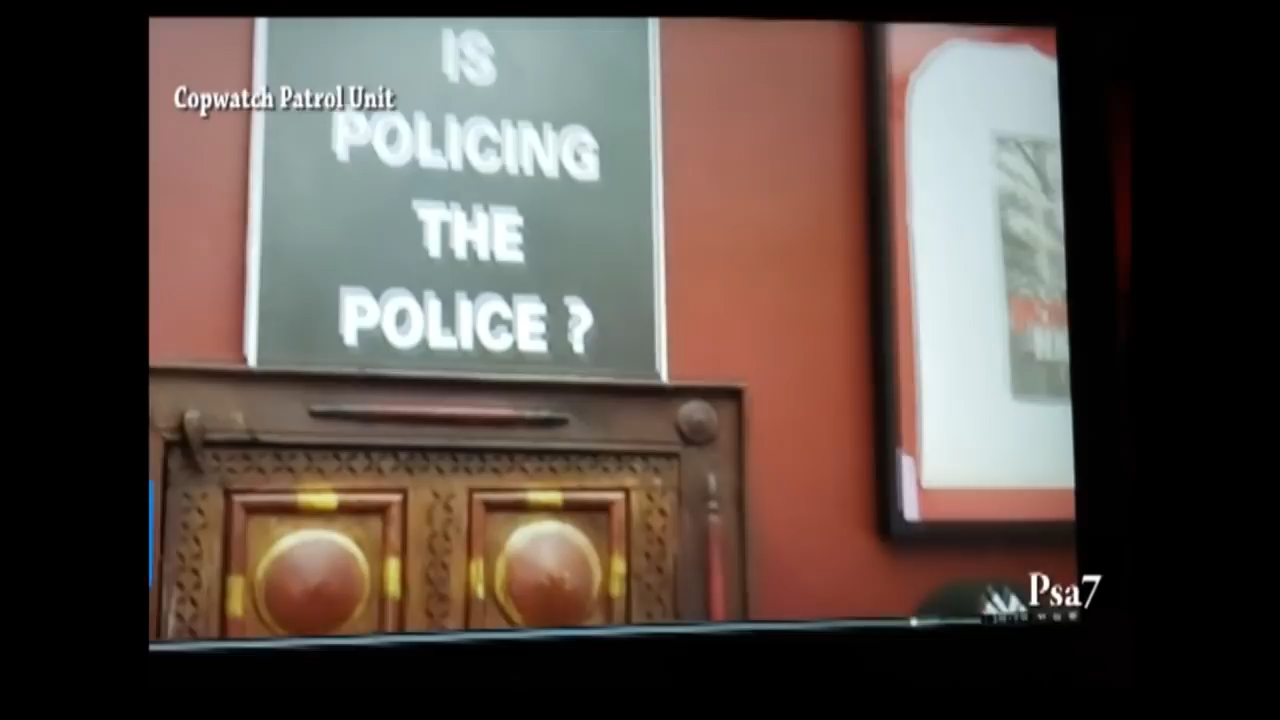 IS
Copwatch Patrol Unit
POLICING
THE
POLICE ?
Psa7